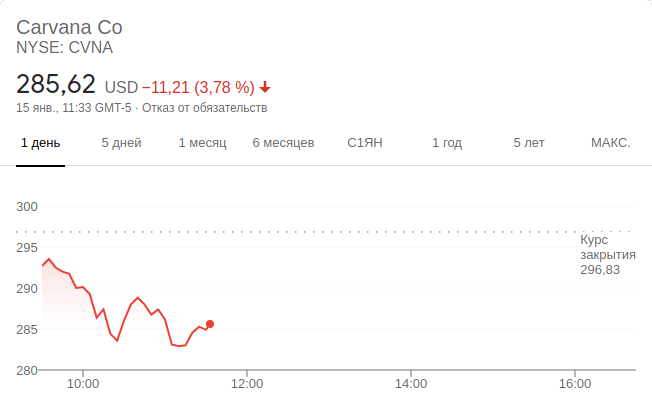 Carvana Co
NYSE: CVNA
285,62 USD −11,21 (3,78 %)
15 янв., 11:33 GMT-5 · Отказ от обязательств
1 день 5 дней 1 месяц 6 месяцев С1ЯН 1 год 5 лет МАКС.
300
295
290
285
280
Курс
закрытия
296,83
10:00 12:00 14:00 16:00